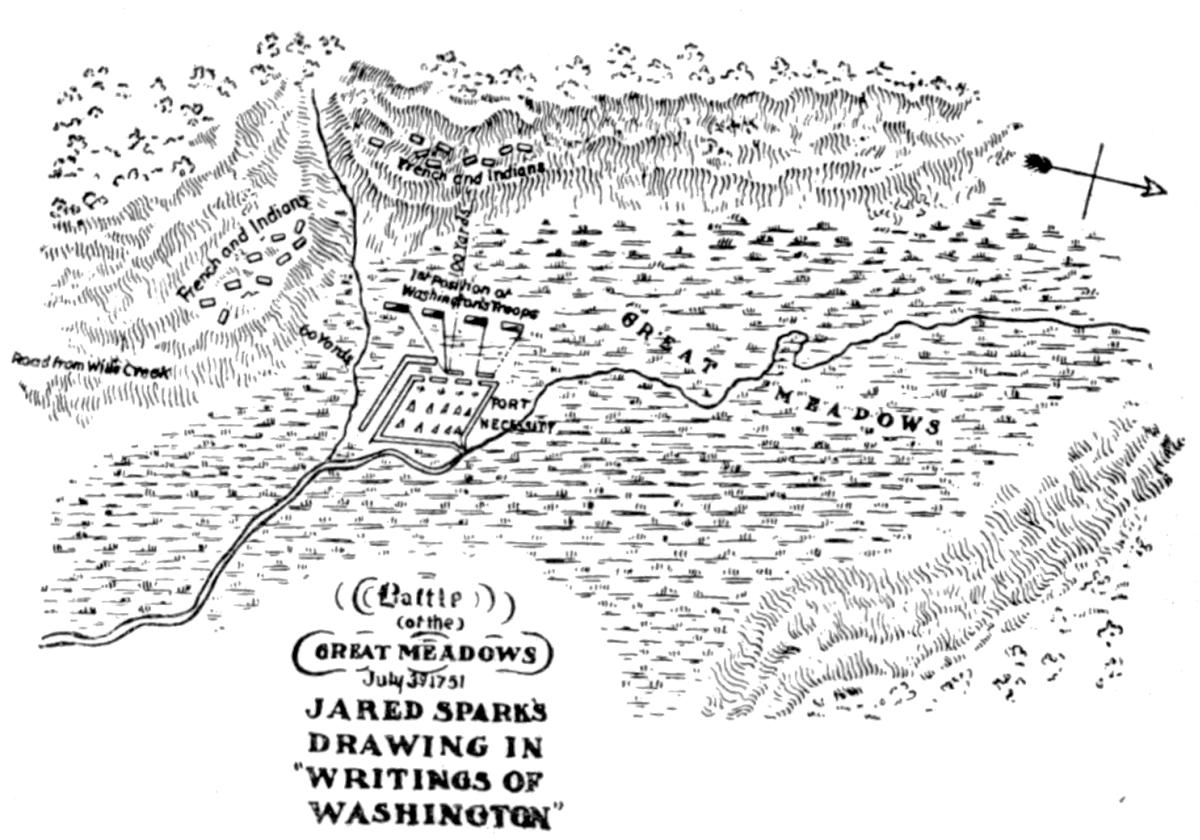 French and Indians
French and Indians
100 Yards
1st Position of
Washington's Troops
60 Yards
Road from Wills Creek
GREAT
MEADOWS
FORT
NECESSITY
Battle
(of the)
GREAT MEADOWS
July 3d 1751
JARED SPARKS
DRAWING IN
"WRITINGS OF
WASHINGTON"